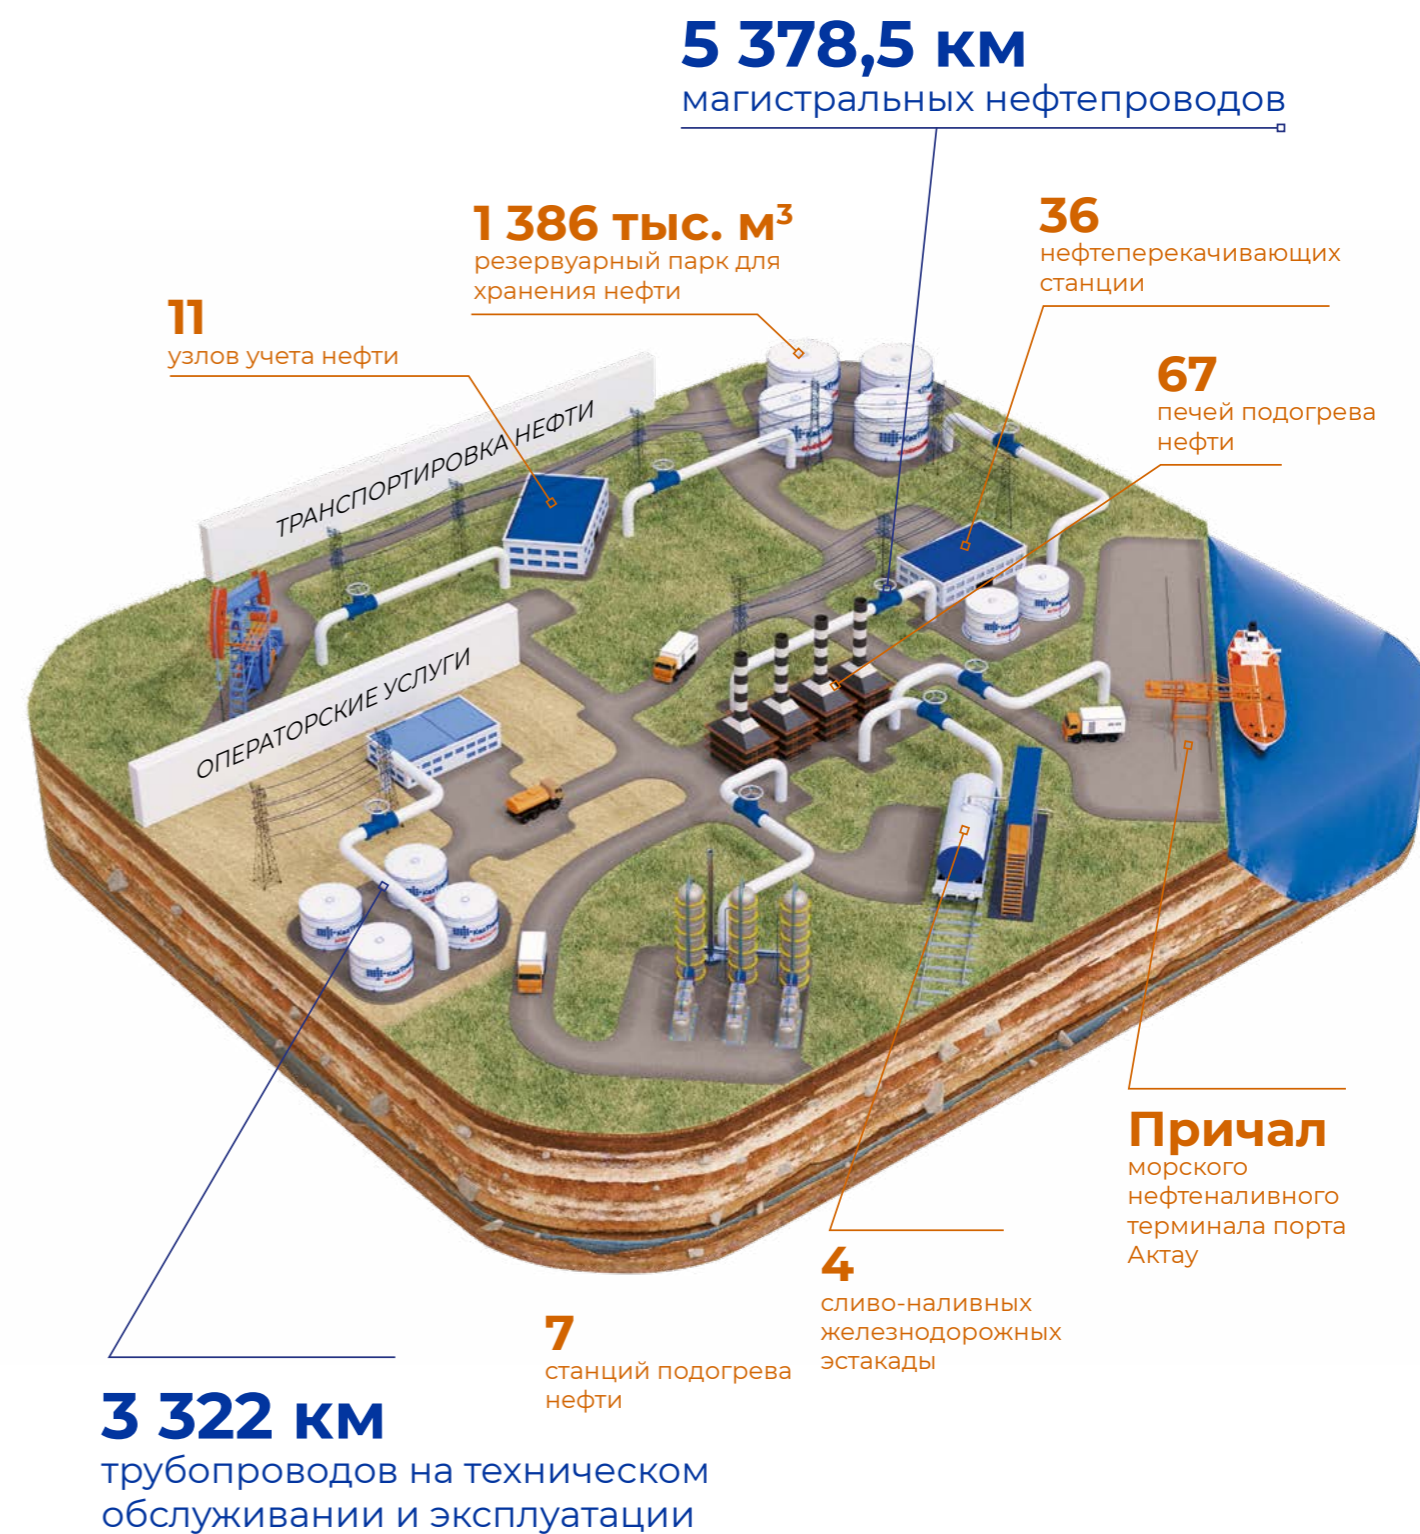 5 378,5 км
магистральных нефтепроводов
1 386 тыс. м³
резервуарный парк для
хранения нефти
36
нефтеперекачивающих
станции
11
узлов учета нефти
67
печей подогрева
нефти
ТРАНСПОРТИРОВКА НЕФТИ
ОПЕРАТОРСКИЕ УСЛУГИ
Причал
морского
нефтеналивного
терминала порта
Актау
4
сливо-наливных
железнодорожных
эстакады
7
станций подогрева
нефти
3 322 км
трубопроводов на техническом
обслуживании и эксплуатации